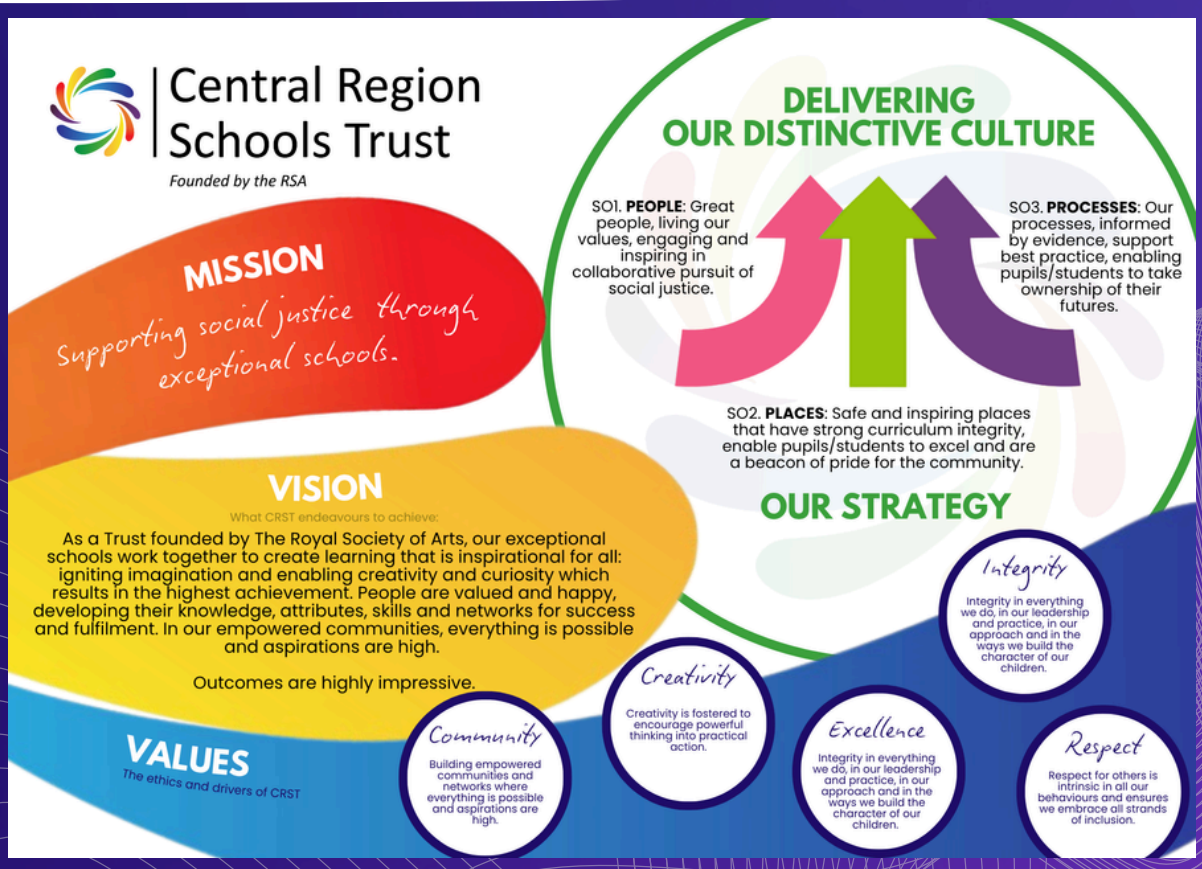 Central Region
Schools Trust
Founded by the RSA
MISSION
Supporting social justice through
exceptional schools.
VISION
What CRST endeavours to achieve:
As a Trust founded by The Royal Society of Arts, our exceptional
schools work together to create learning that is inspirational for all:
igniting imagination and enabling creativity and curiosity which
results in the highest achievement. People are valued and happy,
developing their knowledge, attributes, skills and networks for success
and fulfilment. In our empowered communities, everything is possible
and aspirations are high.
Outcomes are highly impressive.
DELIVERING
OUR DISTINCTIVE CULTURE
SO1. PEOPLE: Great
people, living our
values, engaging and
inspiring in
collaborative pursuit of
social justice.
SO3. PROCESSES: Our
processes, informed
by evidence, support
best practice, enabling
pupils/students to take
ownership of their
futures.
SO2. PLACES: Safe and inspiring places
that have strong curriculum integrity,
enable pupils/students to excel and are
a beacon of pride for the community.
OUR STRATEGY
VALUES
The ethics and drivers of CRST
Community
Building empowered
communities and
networks where
everything is possible
and aspirations are
high.
Creativity
Creativity is fostered to
encourage powerful
thinking into practical
action.
Excellence
Integrity in everything
we do, in our leadership
and practice, in our
approach and in the
ways we build the
character of our
children.
Integrity
Integrity in everything
we do, in our leadership
and practice, in our
approach and in the
ways we build the
character of our
children.
Respect
Respect for others is
intrinsic in all our
behaviours and ensures
we embrace all strands
of inclusion.